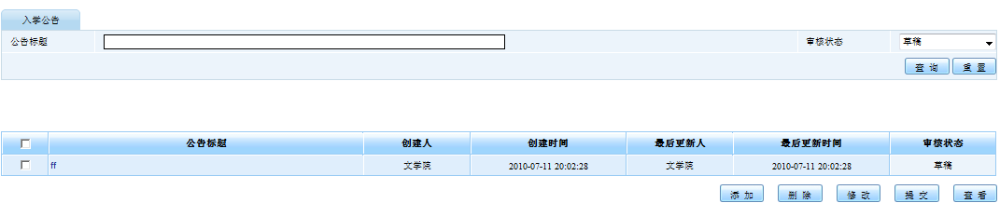 入学公告
公告标题 审核状态 草稿
查 询 重 置
公告标题 创建人 创建时间 最后更新人 最后更新时间 审核状态
ff 文学院 2010-07-11 20:02:28 文学院 2010-07-11 20:02:28 草稿
添 加 删 除 修 改 提 交 查 看